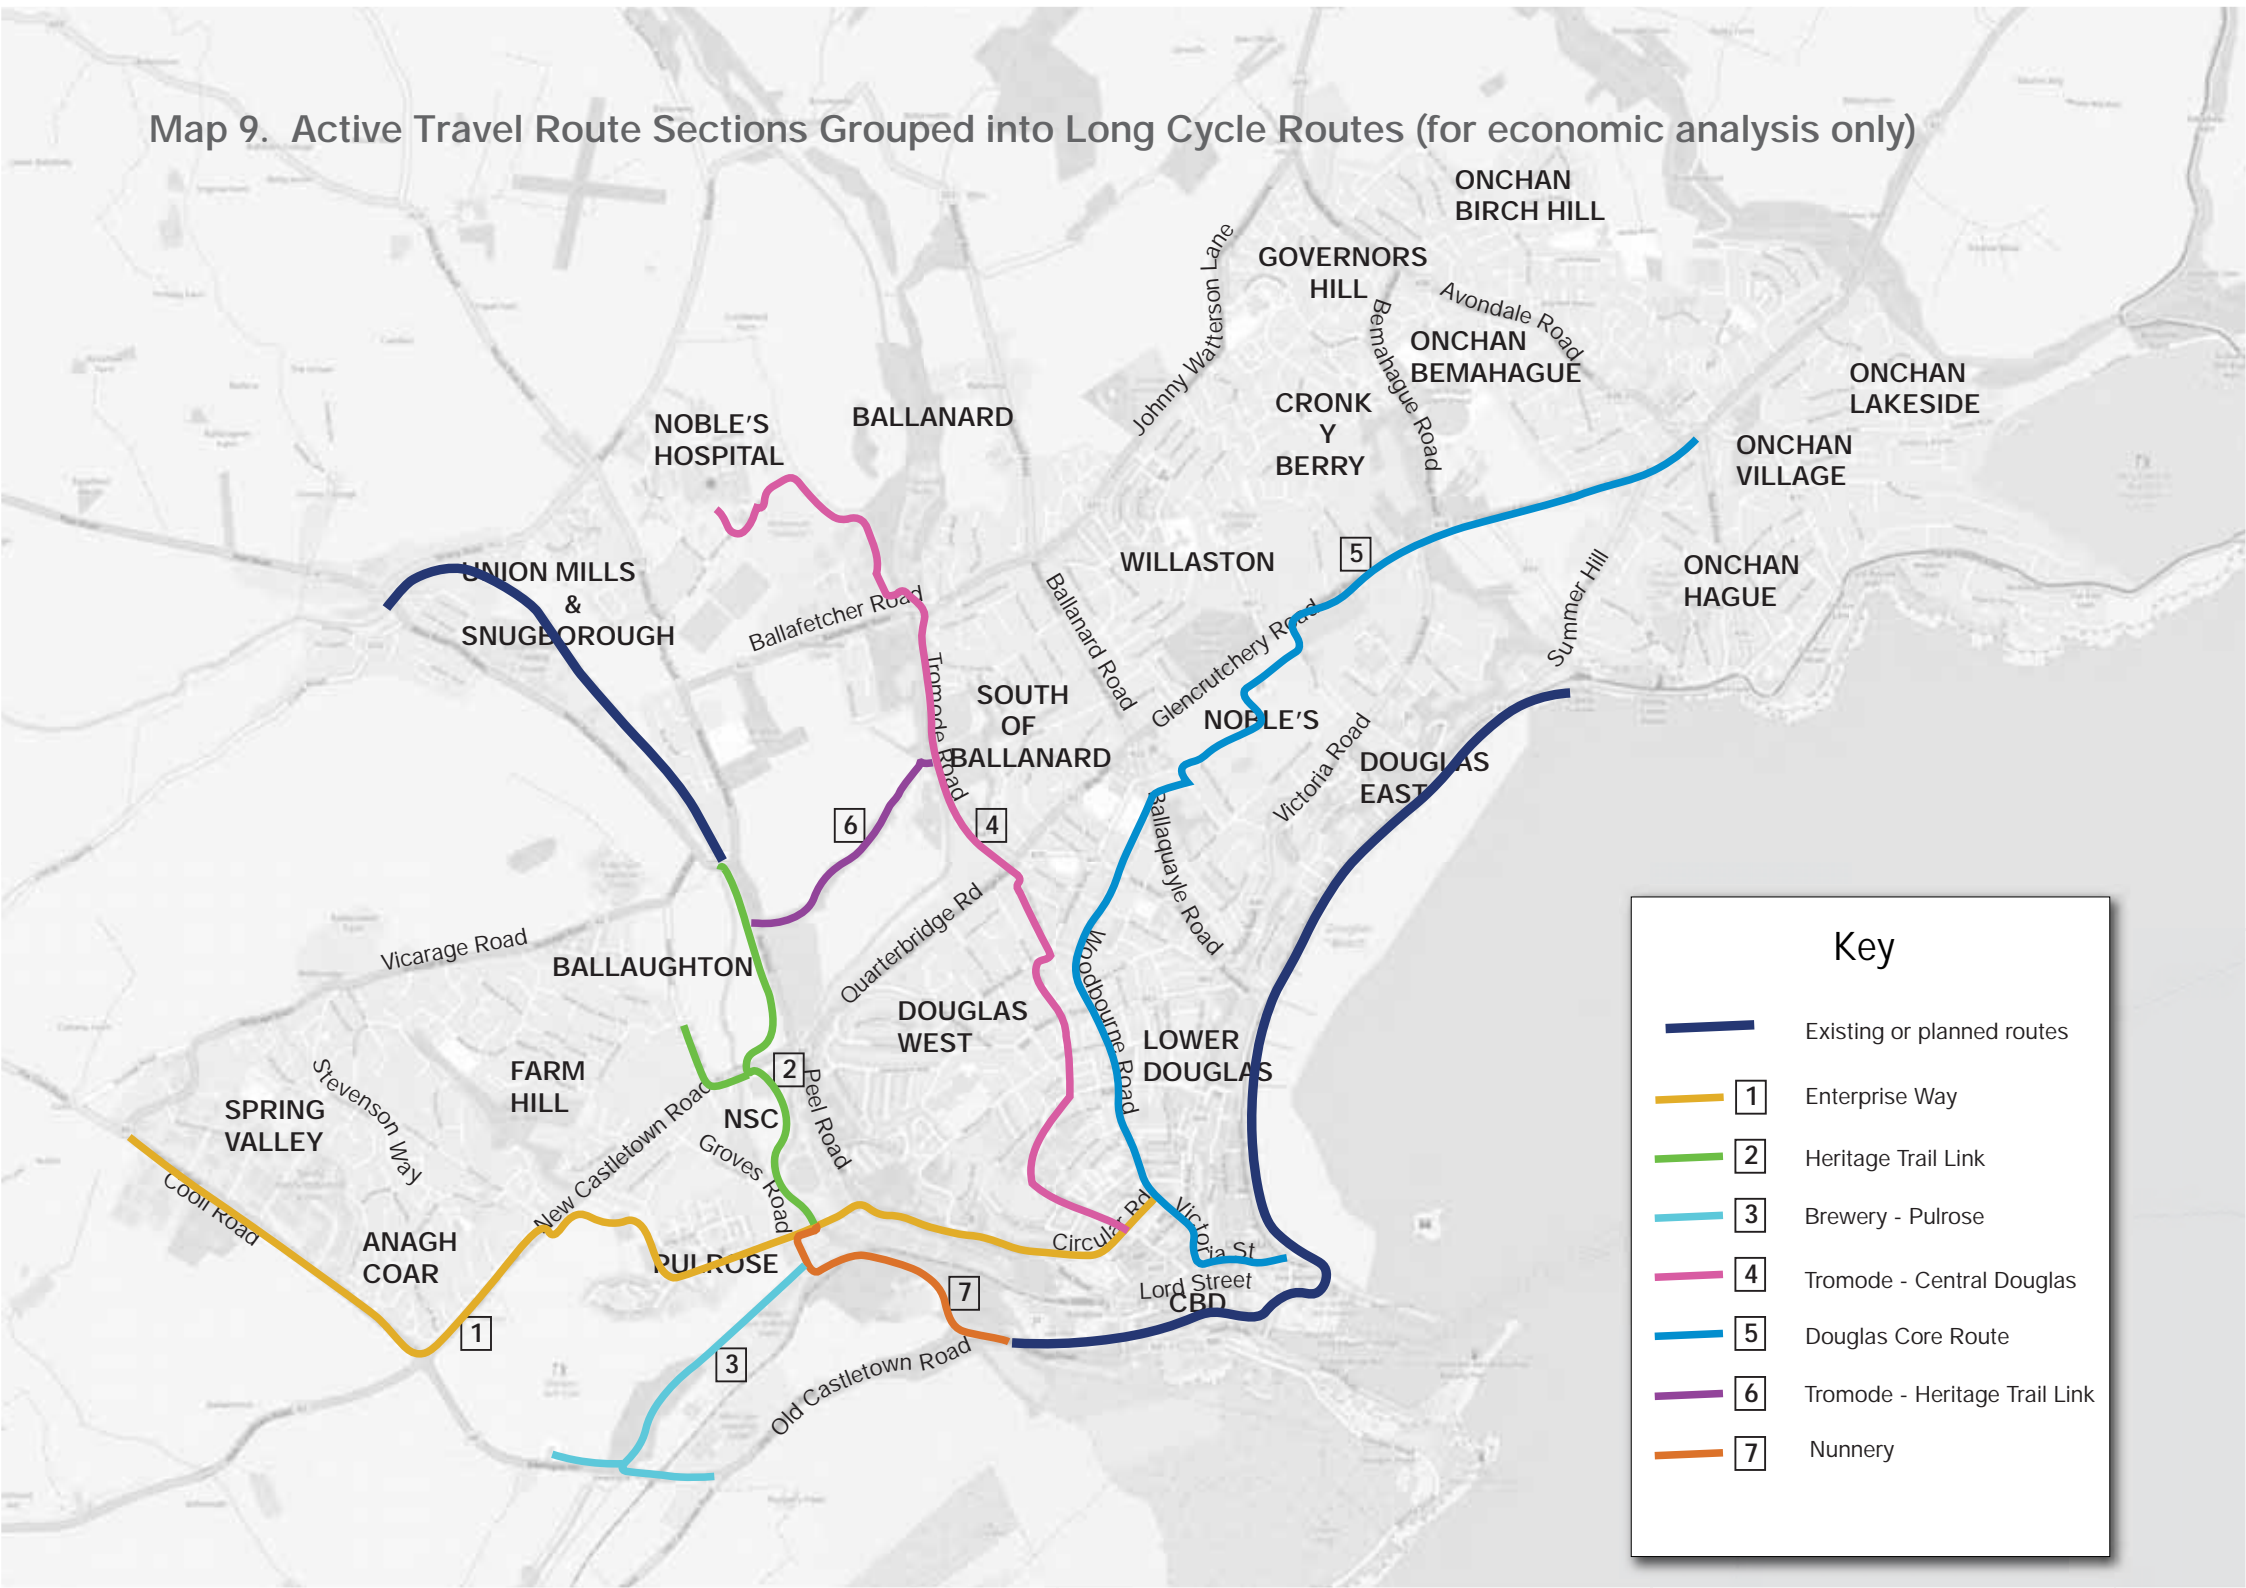 Map 9. Active Travel Route Sections Grouped into Long Cycle Routes (for economic analysis only)
ONCHAN
BIRCH HILL
GOVERNORS
HILL
Johnny Watterson Lane
Avondale Road
Bemahague Road
ONCHAN
BEMAHAGUE
ONCHAN
LAKESIDE
CRONK
Y
BERRY
NOBLE'S
HOSPITAL
BALLANARD
ONCHAN
VILLAGE
UNION MILLS
&
SNUGBOROUGH
WILLASTON
5
ONCHAN
HAGUE
Summer Hill
Ballafetcher Road
Ballanard Road
Glencrutchery Road
Tromode Road
SOUTH
OF
BALLANARD
NOBLE'S
Victoria Road
DOUGLAS
EAST
6
4
Ballaquayle Road
Quarterbridge Rd
Vicarage Road
BALLAUGHTON
Woodbourne Road
DOUGLAS
WEST
LOWER
DOUGLAS
2
Peel Road
FARM
HILL
Stevenson Way
SPRING
VALLEY
NSC
New Castletown Road
Groves Road
Cooil Road
ANAGH
COAR
PULROSE
Circular Rd
Victoria St
Lord Street
CBD
7
1
3
Old Castletown Road
Key
Existing or planned routes
1 Enterprise Way
2 Heritage Trail Link
3 Brewery - Pulrose
4 Tromode - Central Douglas
5 Douglas Core Route
6 Tromode - Heritage Trail Link
7 Nunnery